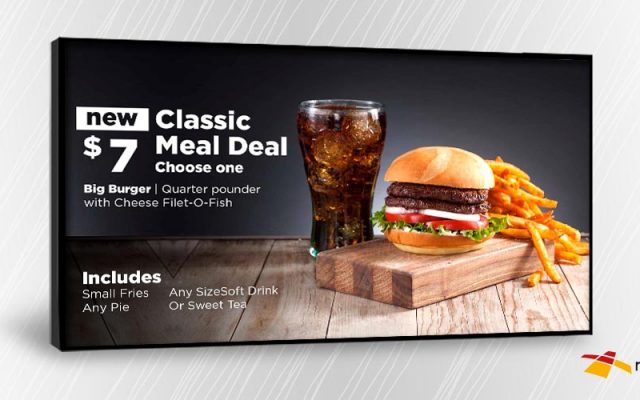 new Classic
$7 Meal Deal
Choose one
Big Burger | Quarter pounder
with Cheese Filet-O-Fish
Includes
Small Fries Any SizeSoft Drink
Any Pie Or Sweet Tea